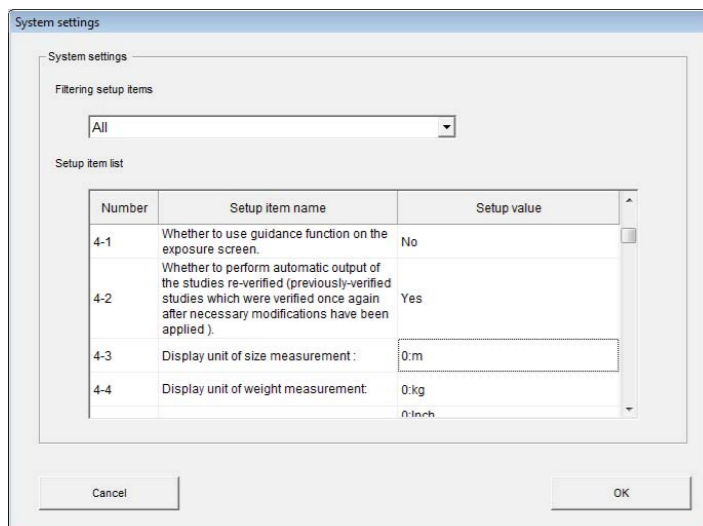 System settings
System settings
Filtering setup items
All
Setup item list
Number Setup item name Setup value
4-1 Whether to use guidance function on the exposure screen. No
4-2 Whether to perform automatic output of the studies re-verified (previously-verified studies which were verified once again after necessary modifications have been applied ). Yes
4-3 Display unit of size measurement : 0:m
4-4 Display unit of weight measurement: 0:kg
0:Inch
Cancel OK